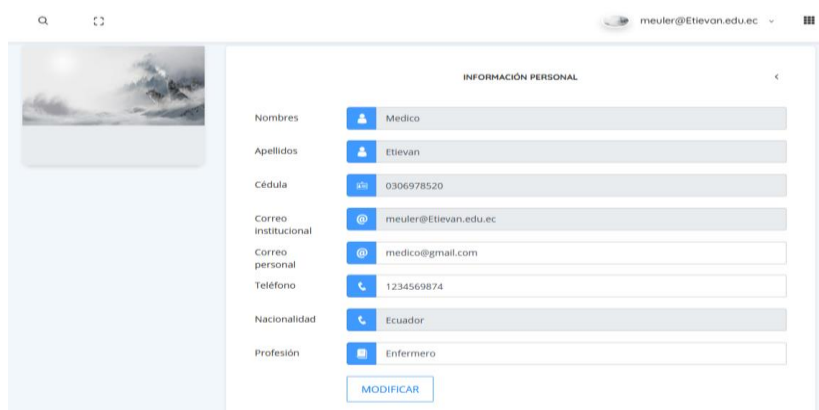 meuler@Etievan.edu.ec
INFORMACIÓN PERSONAL
Nombres Medico
Apellidos Etievan
Cédula 0306978520
Correo institucional meuler@Etievan.edu.ec
Correo personal medico@gmail.com
Teléfono 1234569874
Nacionalidad Ecuador
Profesión Enfermero
MODIFICAR